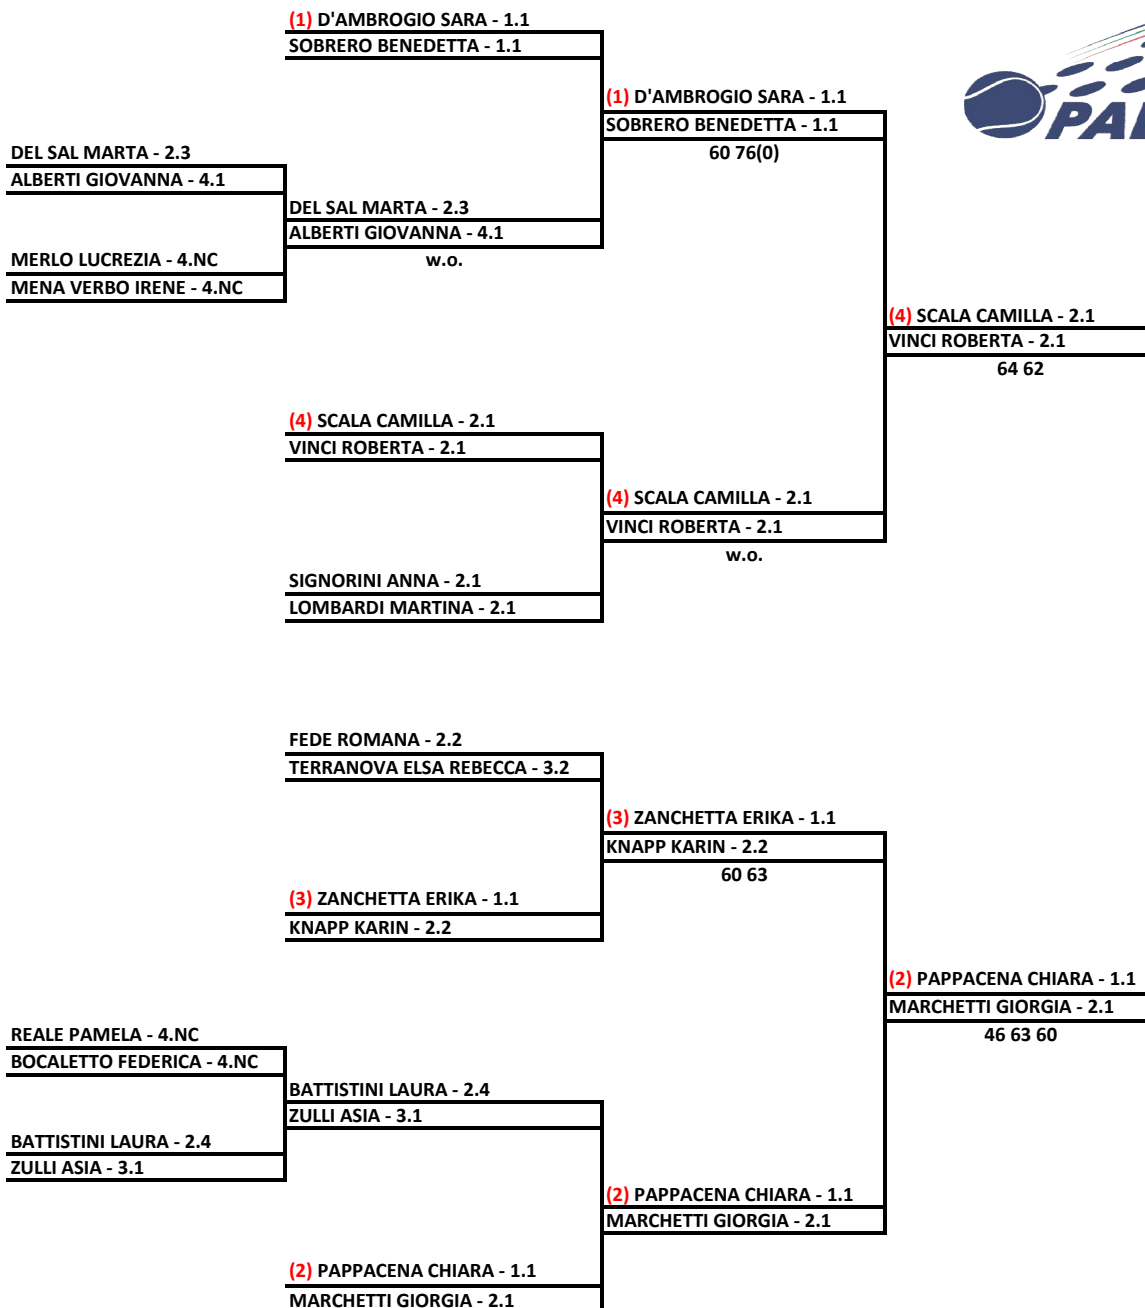 (1) D'AMBROGIO SARA - 1.1
SOBRERO BENEDETTA - 1.1
(1) D'AMBROGIO SARA - 1.1
SOBRERO BENEDETTA - 1.1
60 76(0)
DEL SAL MARTA - 2.3
ALBERTI GIOVANNA - 4.1
DEL SAL MARTA - 2.3
ALBERTI GIOVANNA - 4.1
w.o.
MERLO LUCREZIA - 4.NC
MENA VERBO IRENE - 4.NC
(4) SCALA CAMILLA - 2.1
VINCI ROBERTA - 2.1
64 62
(4) SCALA CAMILLA - 2.1
VINCI ROBERTA - 2.1
(4) SCALA CAMILLA - 2.1
VINCI ROBERTA - 2.1
w.o.
SIGNORINI ANNA - 2.1
LOMBARDI MARTINA - 2.1
FEDE ROMANA - 2.2
TERRANOVA ELSA REBECCA - 3.2
(3) ZANCHETTA ERIKA - 1.1
KNAPP KARIN - 2.2
60 63
(3) ZANCHETTA ERIKA - 1.1
KNAPP KARIN - 2.2
(2) PAPPACENA CHIARA - 1.1
MARCHETTI GIORGIA - 2.1
46 63 60
REALE PAMELA - 4.NC
BOCALETTO FEDERICA - 4.NC
BATTISTINI LAURA - 2.4
ZULLI ASIA - 3.1
BATTISTINI LAURA - 2.4
ZULLI ASIA - 3.1
(2) PAPPACENA CHIARA - 1.1
MARCHETTI GIORGIA - 2.1
(2) PAPPACENA CHIARA - 1.1
MARCHETTI GIORGIA - 2.1